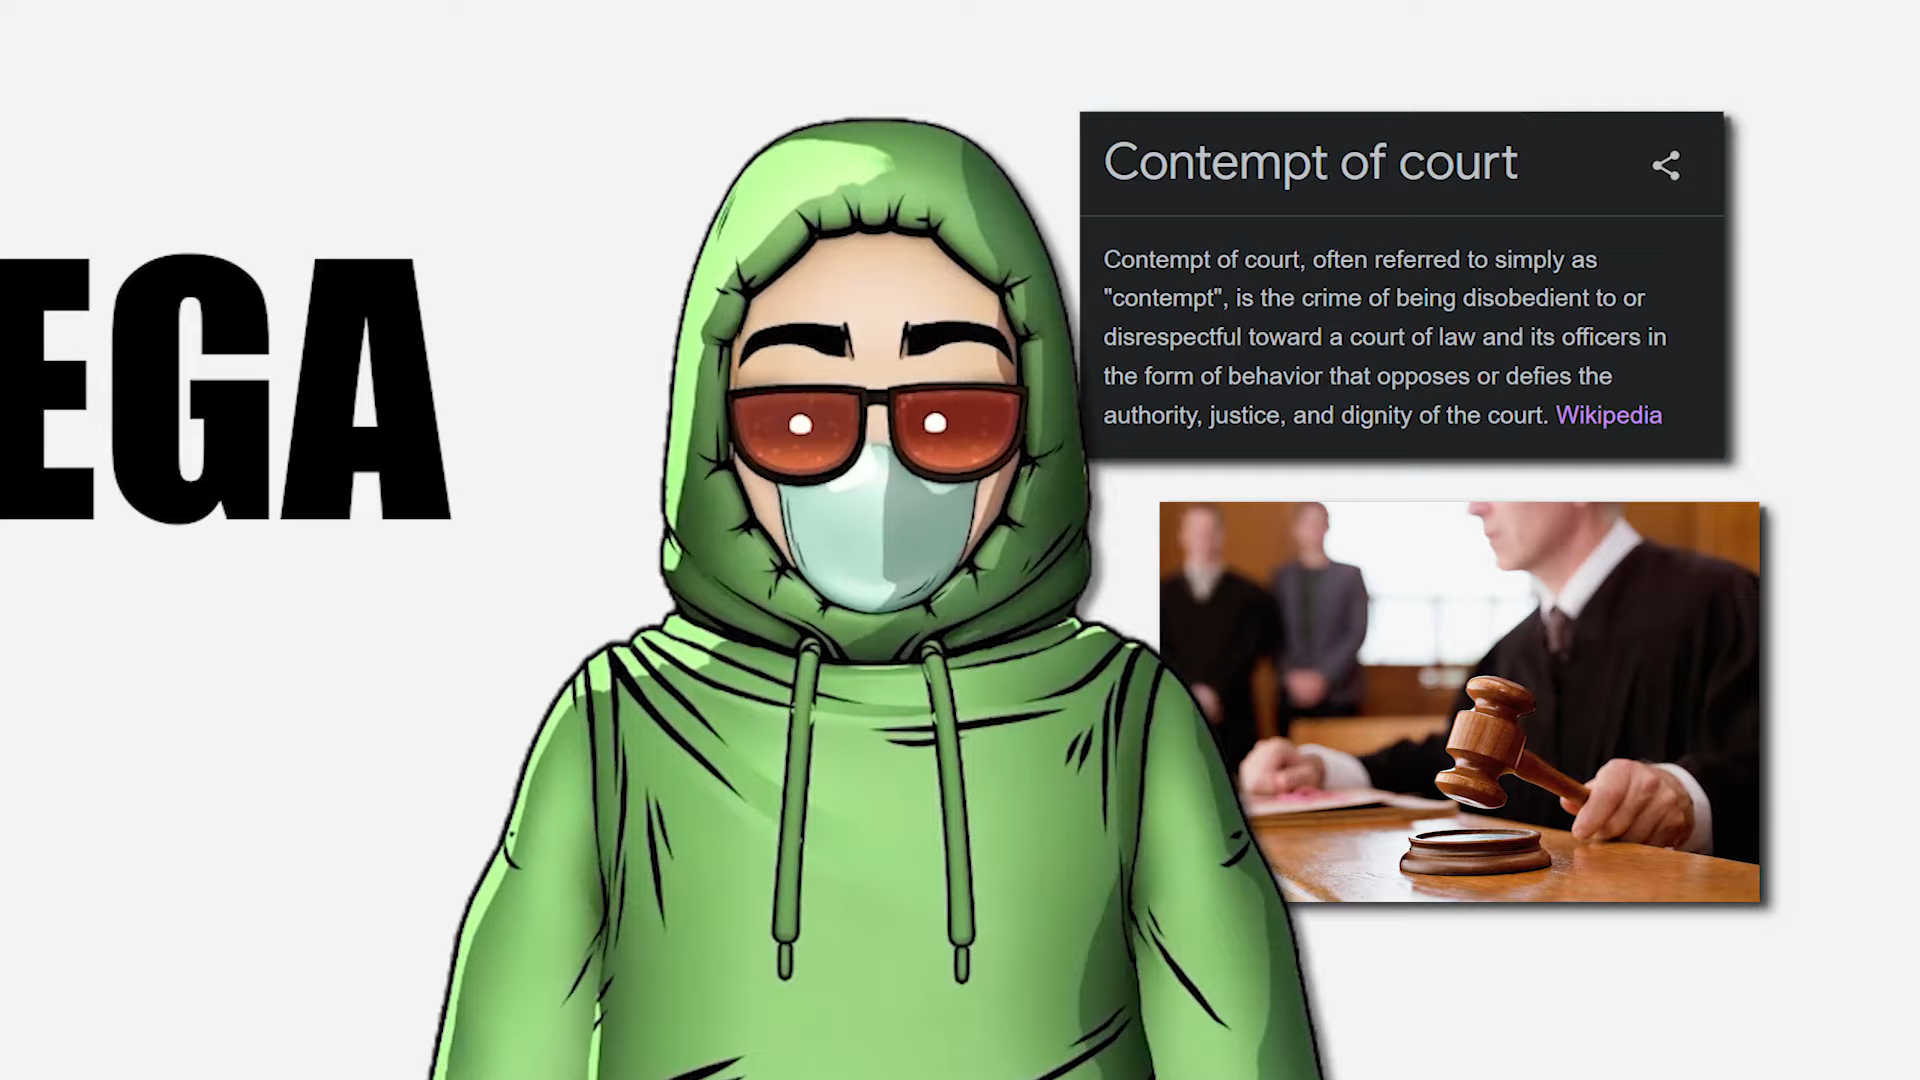 EGA
Contempt of court
Contempt of court, often referred to simply as
"contempt", is the crime of being disobedient to or
disrespectful toward a court of law and its officers in
the form of behavior that opposes or defies the
authority, justice, and dignity of the court. Wikipedia